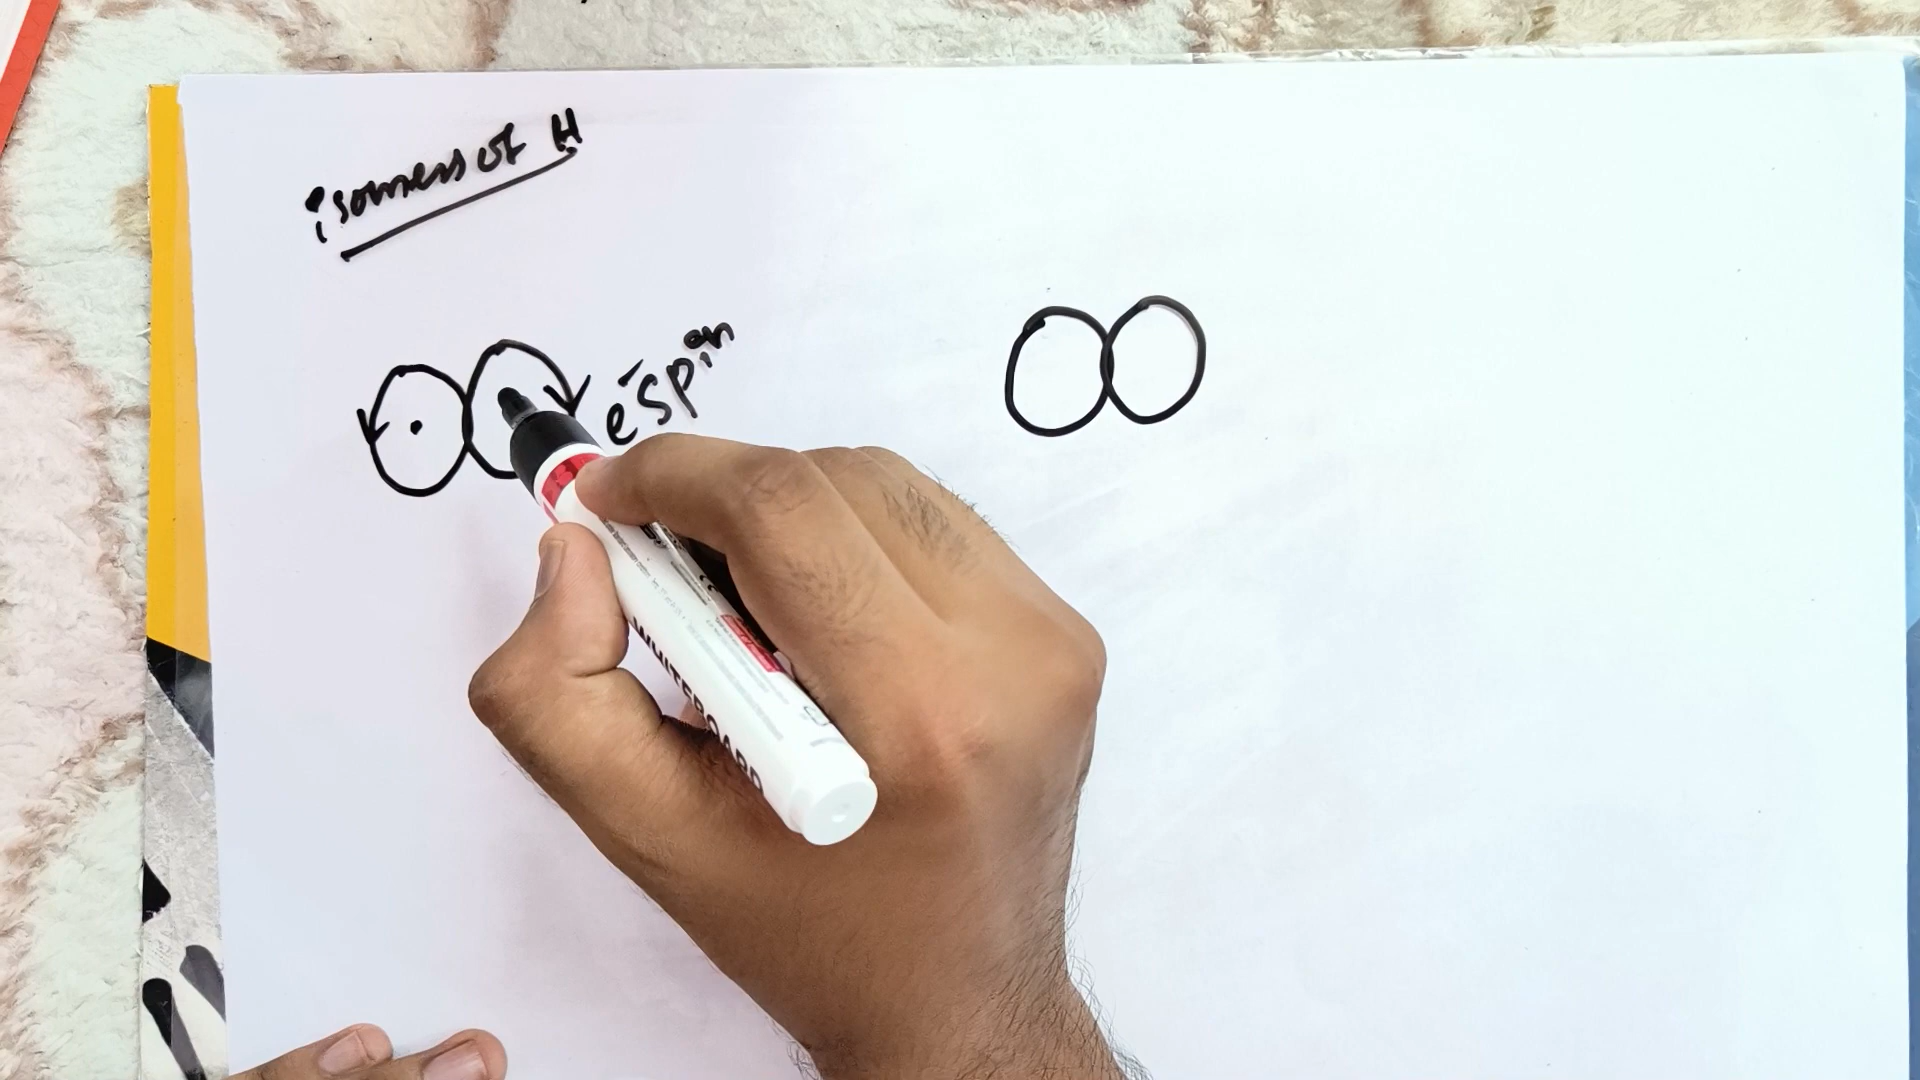 isomers of H
e⁻ spin
WHITEBOARD